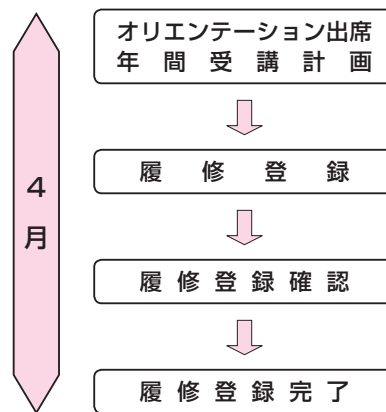 4月
オリエンテーション出席
年間受講計画
履修登録
履修登録確認
履修登録完了